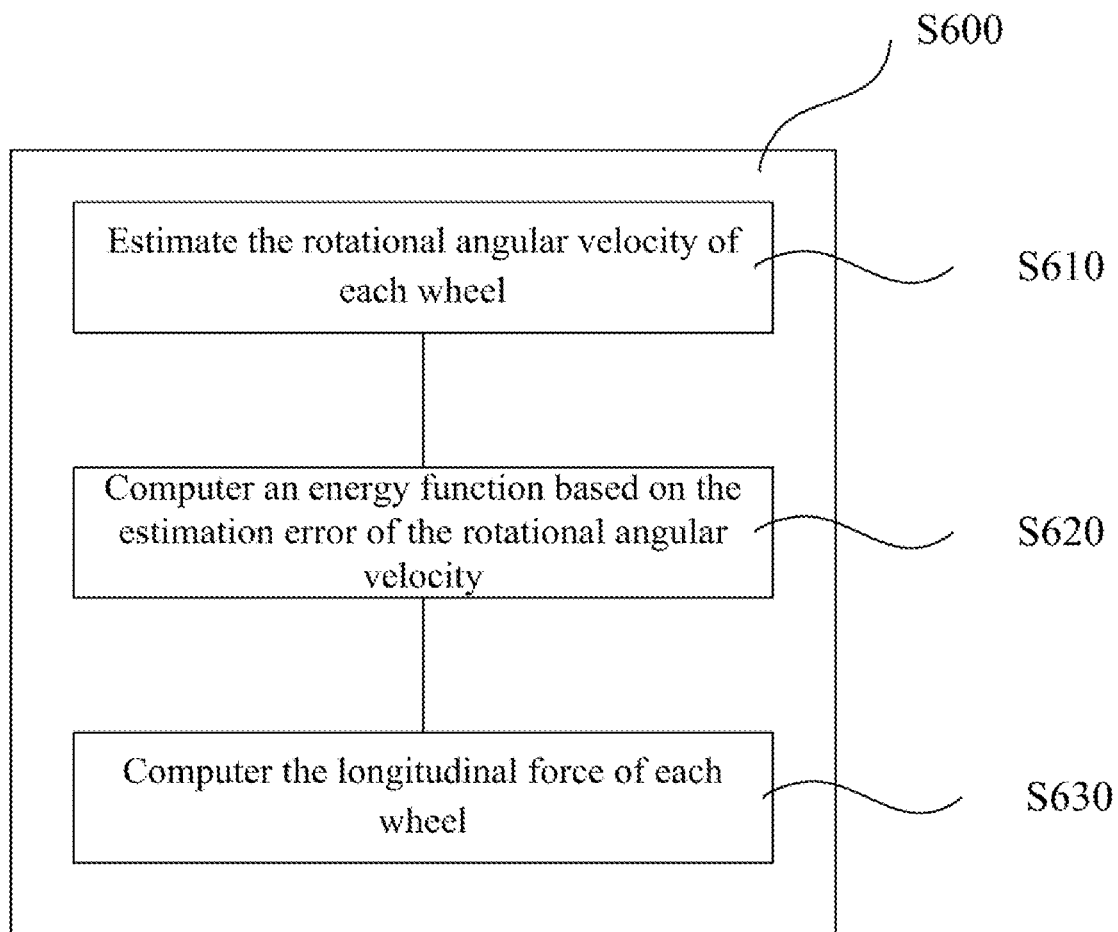 S600
Estimate the rotational angular velocity of
each wheel
S610
Computer an energy function based on the
estimation error of the rotational angular
velocity
S620
Computer the longitudinal force of each
wheel
S630